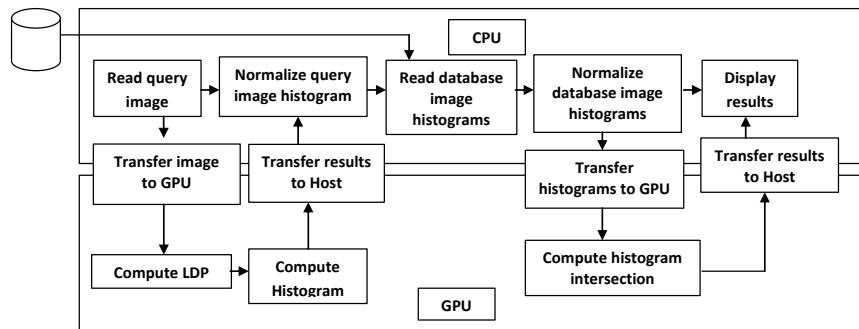 CPU
Read query
image
Normalize query
image histogram
Read database
image
histograms
Normalize
database image
histograms
Display
results
Transfer image
to GPU
Transfer results
to Host
Transfer
histograms to GPU
Transfer results
to Host
Compute LDP
Compute
Histogram
Compute histogram
intersection
GPU